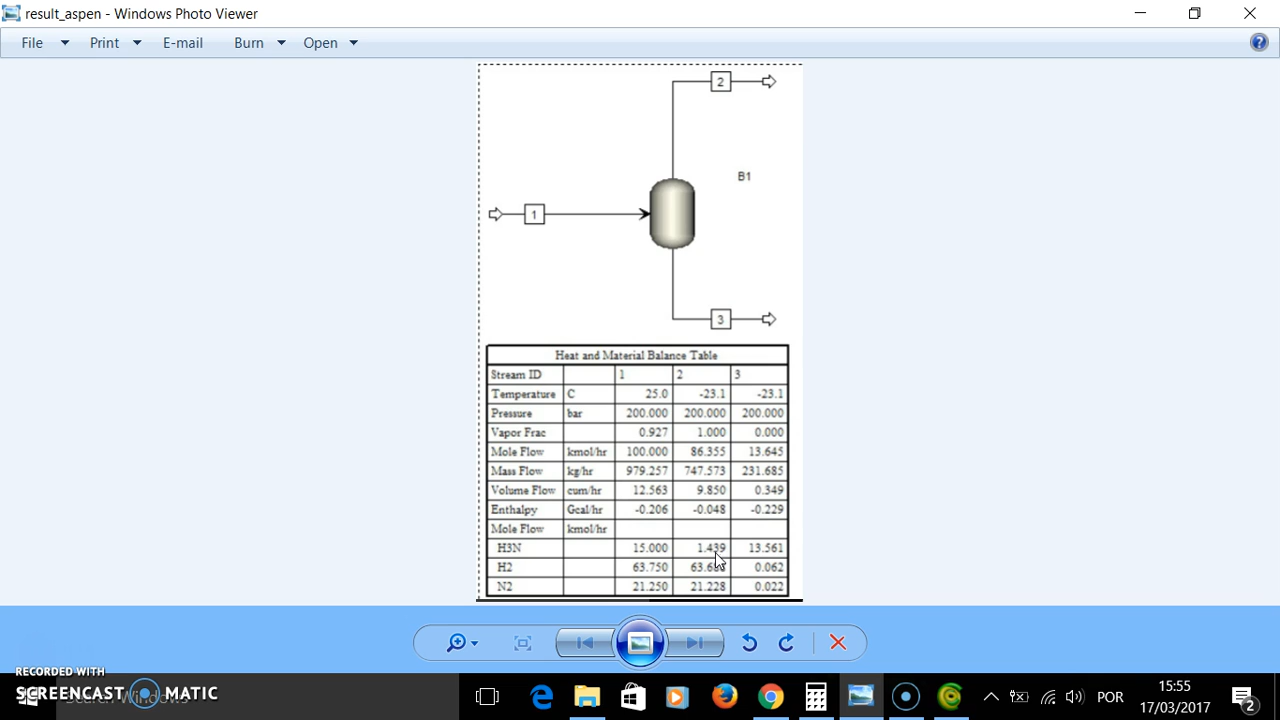 result_aspen - Windows Photo Viewer
File Print E-mail Burn Open
2
B1
1
3
Heat and Material Balance Table
Stream ID 1 2 3
Temperature C 25.0 -23.1 -23.1
Pressure bar 200.000 200.000 200.000
Vapor Frac 0.927 1.000 0.000
Mole Flow kmol/hr 100.000 86.355 13.645
Mass Flow kg/hr 979.257 747.573 231.685
Volume Flow cum/hr 12.563 9.850 0.349
Enthalpy Gcal/hr -0.206 -0.048 -0.229
Mole Flow kmol/hr
H3N 15.000 1.439 13.561
H2 63.750 0.062
N2 21.250 21.228 0.022
RECORDED WITH
SCREENCAST MATIC
Search Windows
POR
15:55
17/03/2017
2